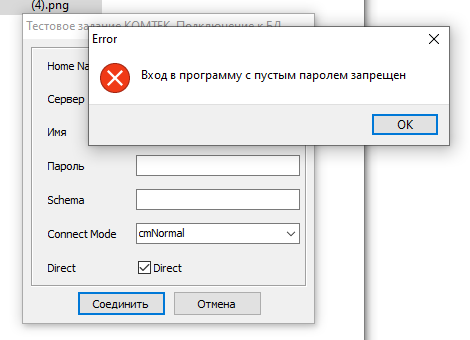 (4).png
Тестовое задание КОМТЕК. Подключение к БД
Error
Вход в программу с пустым паролем запрещен
OK
Home Na
Сервер
Имя
Пароль
Schema
Connect Mode
cmNormal
Direct
Direct
Соединить
Отмена